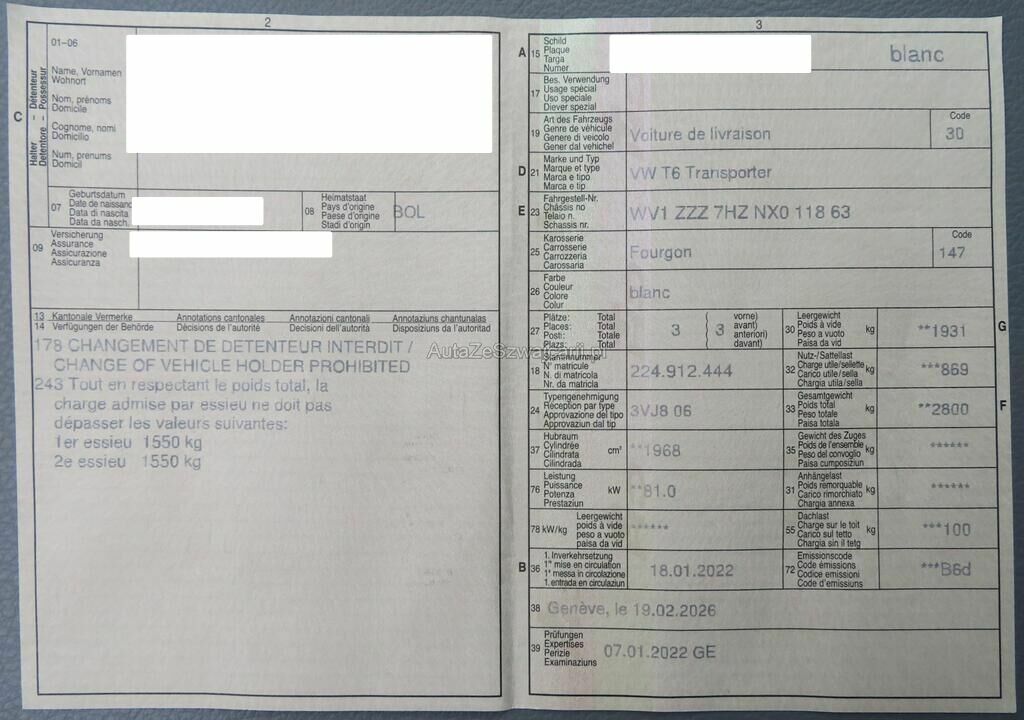 2
C
Halter – Détenteur
Detentore – Possessur
01–06
Name, Vornamen
Wohnort
Nom, prénoms
Domicile
Cognome, nomi
Domicilio
Num, prenums
Domicil
07
Geburtsdatum
Date de naissanc
Data di nascita
Data da nasch.
08
Heimatstaat
Pays d'origine
Paese d'origine
Stadi d'origin
BOL
09
Versicherung
Assurance
Assicurazione
Assicuranza
13 Kantonale Vermerke Annotations cantonales Annotazioni cantonali Annotaziuns chantunalas
14 Verfügungen der Behörde Décisions de l'autorité Decisioni dell'autorità Disposiziuns da l'autoritad
178 CHANGEMENT DE DETENTEUR INTERDIT /
CHANGE OF VEHICLE HOLDER PROHIBITED
243 Tout en respectant le poids total, la
charge admise par essieu ne doit pas
dépasser les valeurs suivantes:
1er essieu 1550 kg
2e essieu 1550 kg
AutaZeSzwajcarii.pl
3
A 15
Schild
Plaque
Targa
Numer
blanc
17
Bes. Verwendung
Usage spécial
Uso speciale
Diever spezial
19
Art des Fahrzeugs
Genre de véhicule
Genere di veicolo
Gener dal vehichel
Voiture de livraison
Code
30
D 21
Marke und Typ
Marque et type
Marca e tipo
Marca e tip
VW T6 Transporter
E 23
Fahrgestell-Nr.
Châssis no
Telaio n.
Schassis nr.
WV1 ZZZ 7HZ NX0 118 63
25
Karosserie
Carrosserie
Carrozzeria
Carossaria
Fourgon
Code
147
26
Farbe
Couleur
Colore
Colur
blanc
27
Plätze: Total
Places: Total
Posti: Totale
Plazs: Total
3 ( 3
vorne)
avant)
anteriori)
davant)
30
Leergewicht
Poids à vide
Peso a vuoto
Paisa da vid
kg
**1931
G
18
Stammnummer
N° matricule
N. di matricola
Nr. da matricla
224.912.444
32
Nutz-/Sattellast
Charge utile/sellette
Carico utile/sella
Chargia utila/sella
kg
***869
24
Typengenehmigung
Réception par type
Approvazione del tipo
Approvaziun dal tip
3VJ8 06
33
Gesamtgewicht
Poids total
Peso totale
Paisa totala
kg
**2800
F
37
Hubraum
Cylindrée
Cilindrata
Cilindrada
cm³
**1968
35
Gewicht des Zuges
Poids de l'ensemble
Peso del convoglio
Paisa cumposiziun
kg
******
76
Leistung
Puissance
Potenza
Prestaziun
kW
**81.0
31
Anhängelast
Poids remorquable
Carico rimorchiato
Chargia annexa
kg
******
78 kW/kg
Leergewicht
poids à vide
peso a vuoto
paisa da vid
******
55
Dachlast
Charge sur le toit
Carico sul tetto
Chargia sin il tetg
kg
***100
B 36
1. Inverkehrsetzung
1re mise en circulation
1a messa in circolazione
1. entrada en circulaziun
18.01.2022
72
Emissionscode
Code émissions
Codice emissioni
Code d'emissiuns
***B6d
38 Genève, le 19.02.2026
39
Prüfungen
Expertises
Perizie
Examinaziuns
07.01.2022 GE